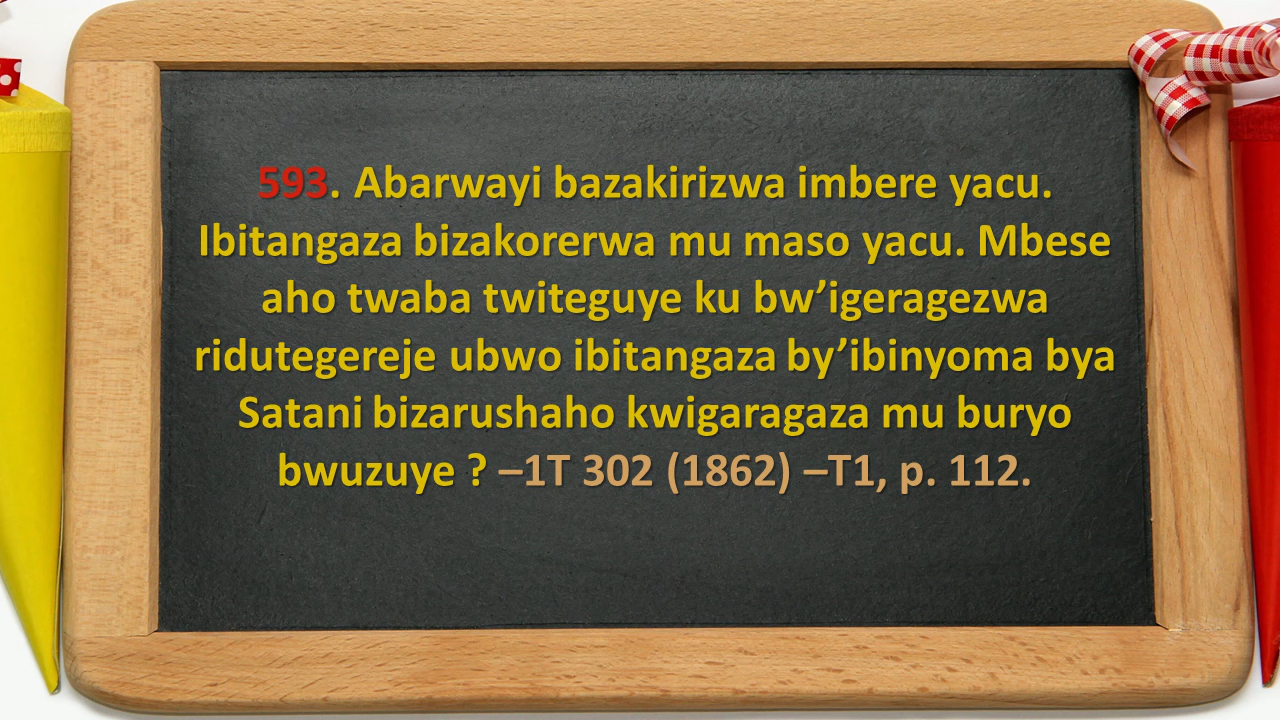 593. Abarwayi bazakirizwa imbere yacu.
Ibitangaza bizakorerwa mu maso yacu. Mbese
aho twaba twiteguye ku bw’igeragezwa
ridutegereje ubwo ibitangaza by’ibinyoma bya
Satani bizarushaho kwigaragaza mu buryo
bwuzuye ? –1T 302 (1862) –T1, p. 112.